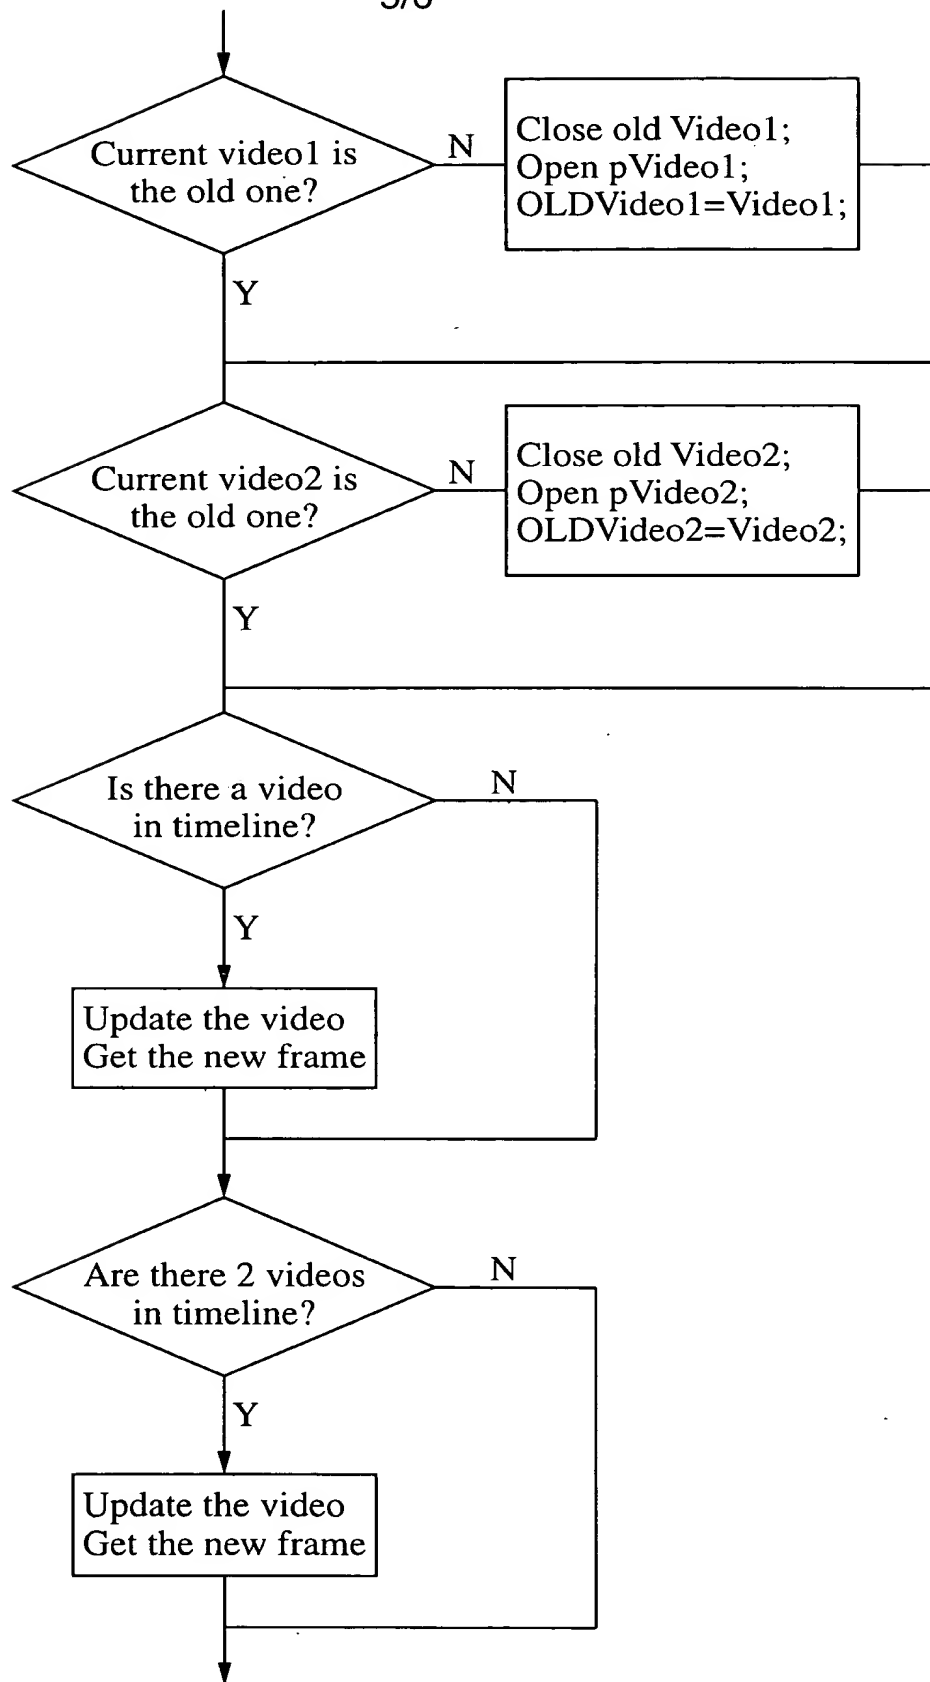 Current video1 is
the old one?
N
Close old Video1;
Open pVideo1;
OLDVideo1=Video1;
Y
Current video2 is
the old one?
N
Close old Video2;
Open pVideo2;
OLDVideo2=Video2;
Y
Is there a video
in timeline?
N
Y
Update the video
Get the new frame
Are there 2 videos
in timeline?
N
Y
Update the video
Get the new frame